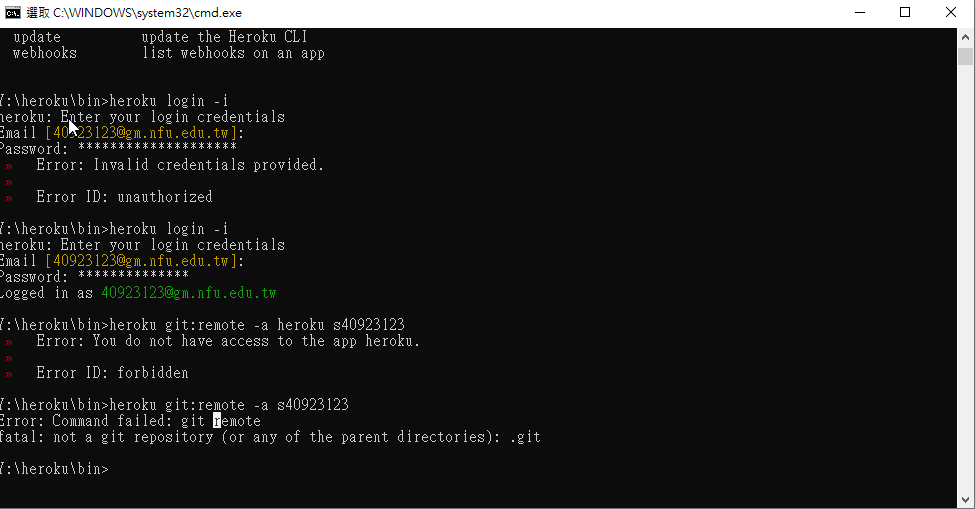 選取 C:\WINDOWS\system32\cmd.exe
update update the Heroku CLI
webhooks list webhooks on an app
Y:\heroku\bin>heroku login -i
heroku: Enter your login credentials
Email [40923123@gm.nfu.edu.tw]:
Password: ********************
» Error: Invalid credentials provided.
»
» Error ID: unauthorized
Y:\heroku\bin>heroku login -i
heroku: Enter your login credentials
Email [40923123@gm.nfu.edu.tw]:
Password: **************
Logged in as 40923123@gm.nfu.edu.tw
Y:\heroku\bin>heroku git:remote -a heroku s40923123
» Error: You do not have access to the app heroku.
»
» Error ID: forbidden
Y:\heroku\bin>heroku git:remote -a s40923123
Error: Command failed: git remote
fatal: not a git repository (or any of the parent directories): .git
Y:\heroku\bin>